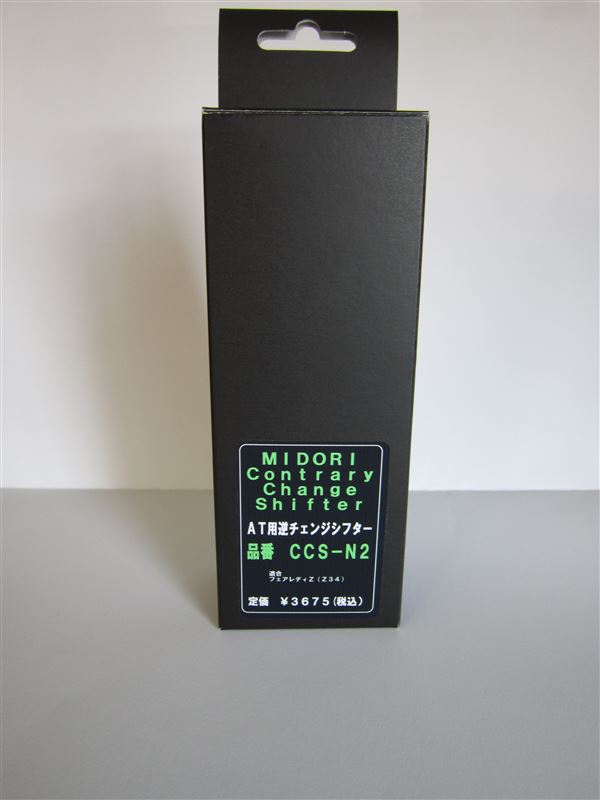 MIDORI
Contrary
Change
Shifter
AT用逆チェンジシフター
品番 CCS-N2
適合
フェアレディZ(Z34)
定価 ¥3675(税込)